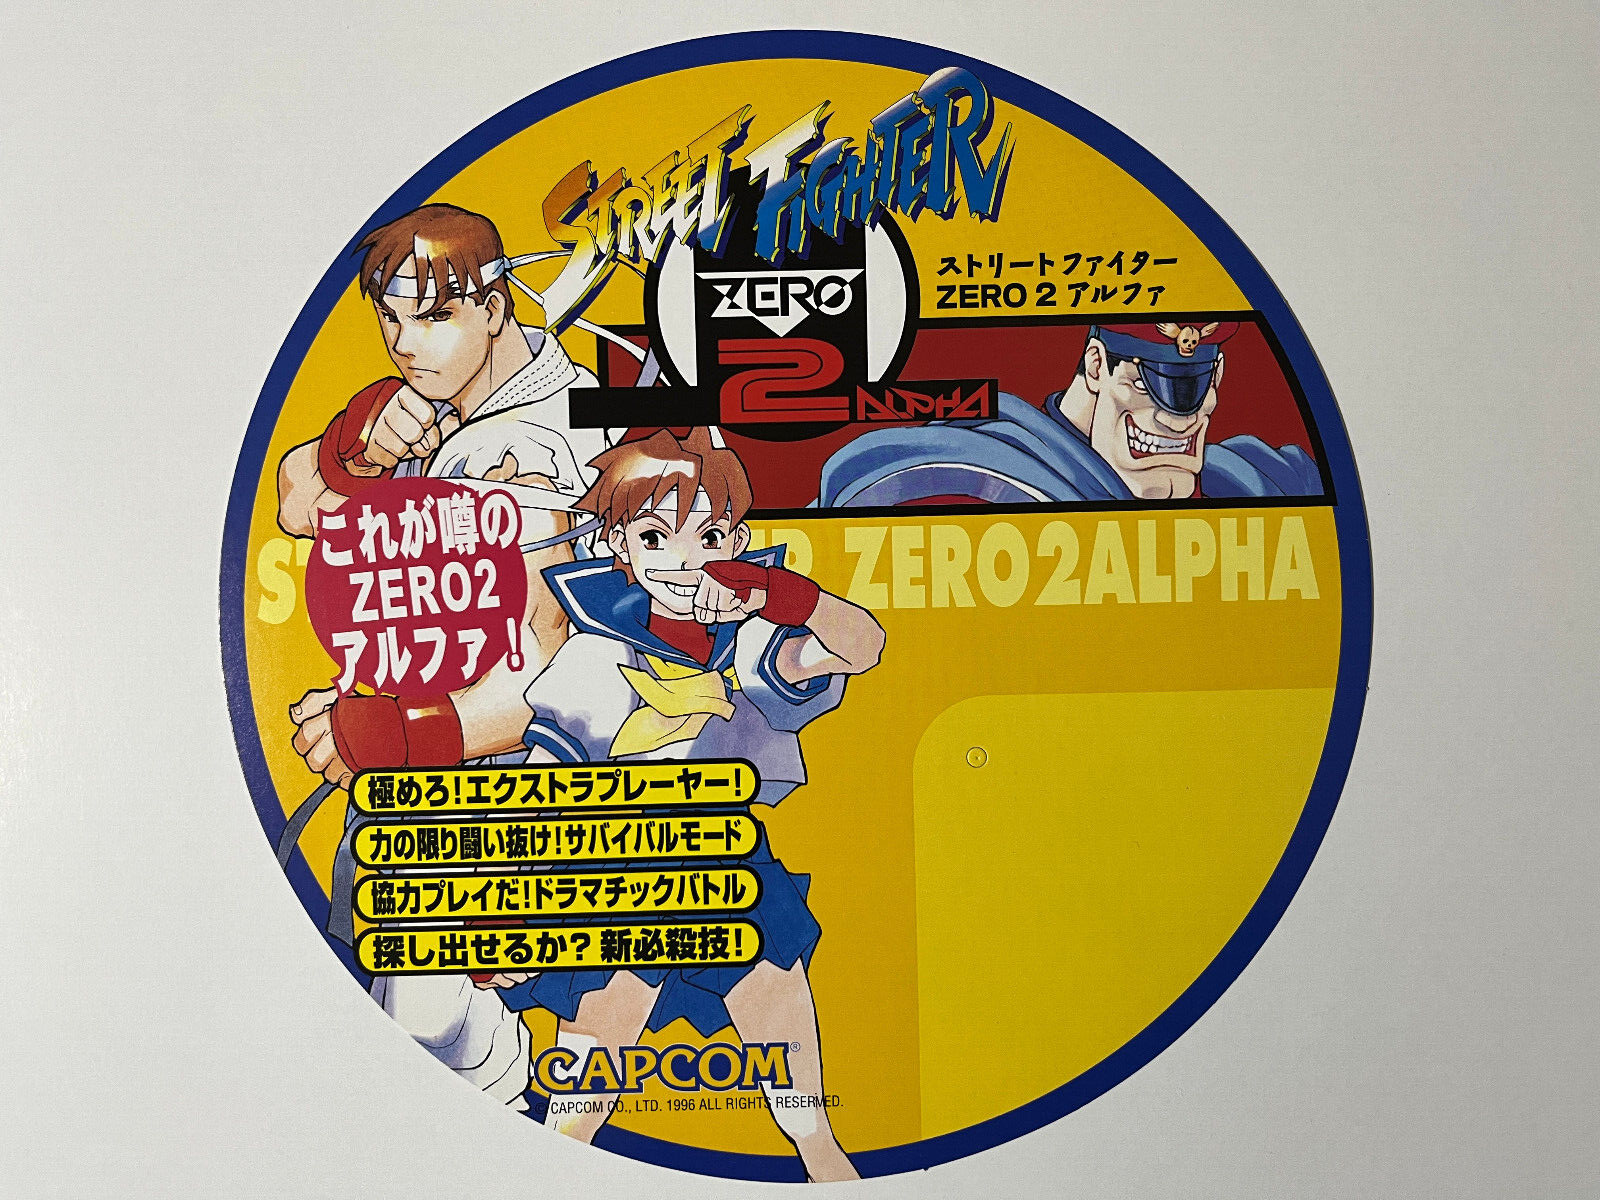 STREET FIGHTER
ZERO
2
ALPHA
ストリートファイター
ZERO 2 アルファ
ZERO2ALPHA
これが噂の
ZERO2
アルファ!
極めろ!エクストラプレーヤー!
力の限り闘い抜け!サバイバルモード
協力プレイだ!ドラマチックバトル
探し出せるか?新必殺技!
CAPCOM®
© CAPCOM CO., LTD. 1996 ALL RIGHTS RESERVED.